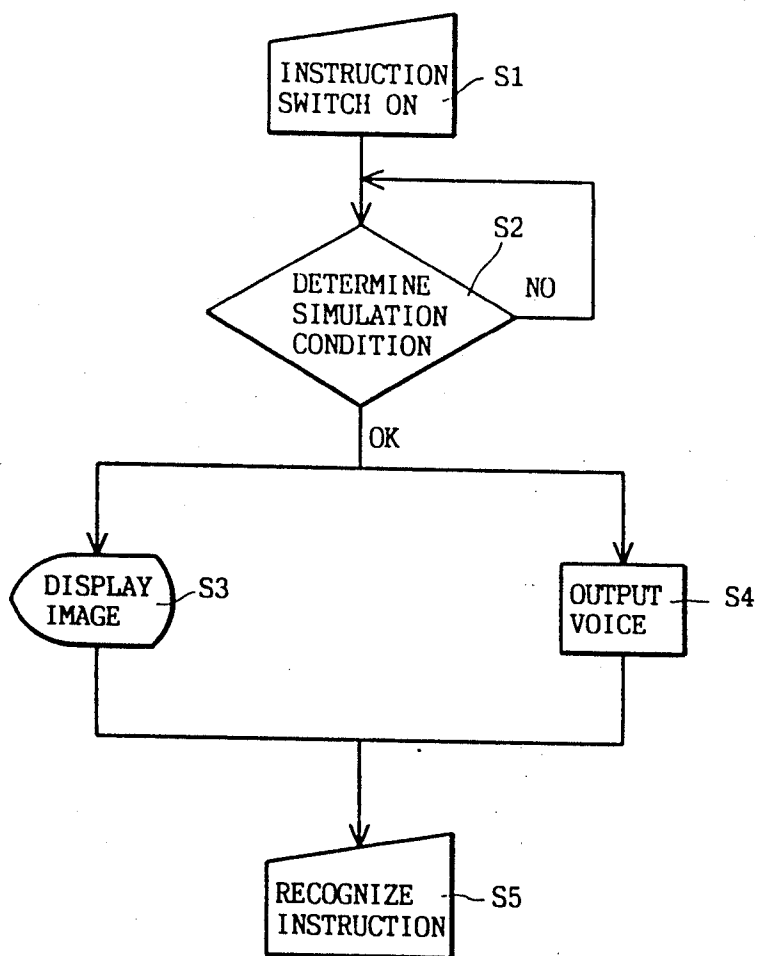 INSTRUCTION
SWITCH ON
S1
S2
DETERMINE
SIMULATION
CONDITION
NO
OK
DISPLAY
IMAGE
S3
OUTPUT
VOICE
S4
RECOGNIZE
INSTRUCTION
S5